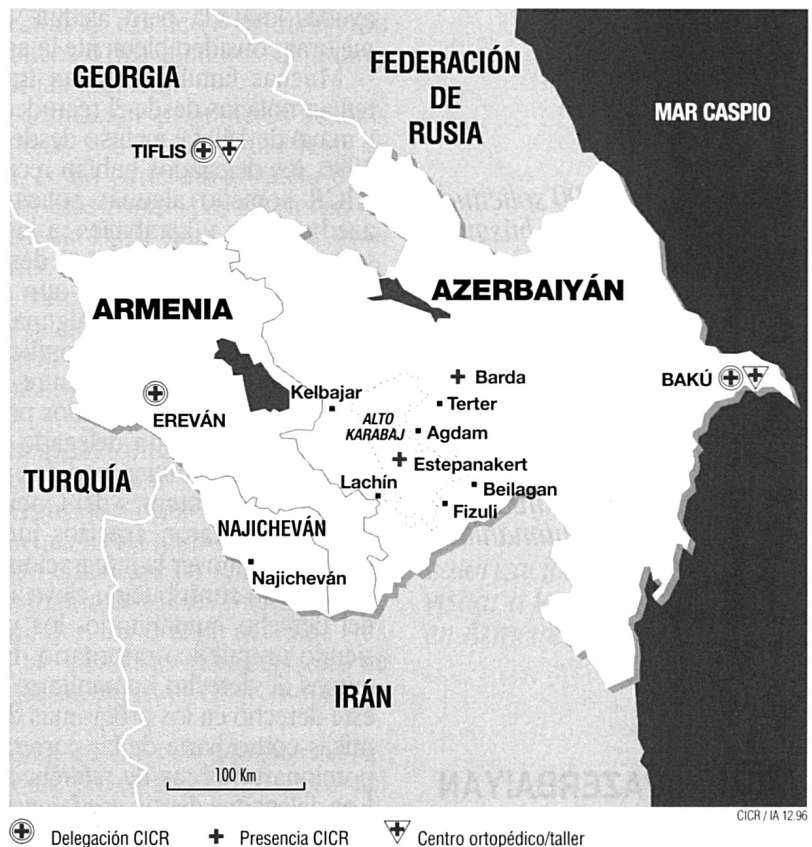 GEORGIA
FEDERACIÓN
DE
RUSIA
MAR CASPIO
TIFLIS
ARMENIA
AZERBAIYÁN
Kelbajar
Barda
BAKÚ
EREVÁN
ALTO
KARABAJ
Terter
Agdam
TURQUÍA
Estepanakert
Lachín
Beilagan
Fizuli
NAJICHEVÁN
Najicheván
IRÁN
100 Km
CICR / IA 12.96
Delegación CICR
Presencia CICR
Centro ortopédico/taller